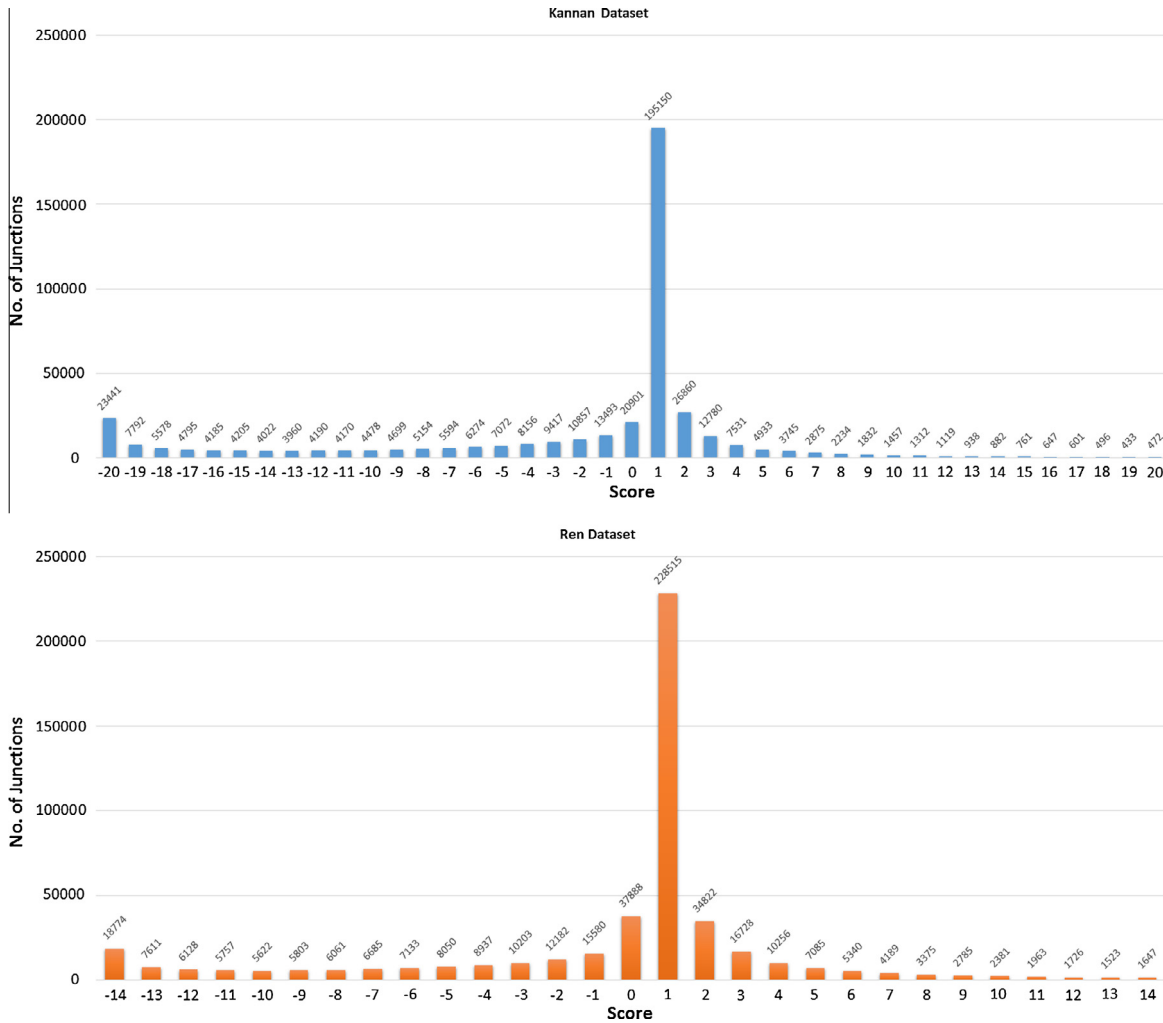 Kannan Dataset
250000
200000
150000
100000
50000
0
No. of Junctions
23441 7792 5578 4795 4185 4205 4022 3960 4190 4170 4478 4699 5154 5594 6274 7072 8156 9417 10857 13493 20901 195150 26860 12780 7531 4933 3745 2875 2234 1832 1457 1312 1119 938 882 761 647 601 496 433 472
-20 -19 -18 -17 -16 -15 -14 -13 -12 -11 -10 -9 -8 -7 -6 -5 -4 -3 -2 -1 0 1 2 3 4 5 6 7 8 9 10 11 12 13 14 15 16 17 18 19 20
Score
Ren Dataset
250000
200000
150000
100000
50000
0
No. of Junctions
18774 7611 6128 5757 5622 5803 6061 6685 7133 8050 8937 10203 12182 15580 37888 228515 34822 16728 10256 7085 5340 4189 3375 2785 2381 1963 1726 1523 1647
-14 -13 -12 -11 -10 -9 -8 -7 -6 -5 -4 -3 -2 -1 0 1 2 3 4 5 6 7 8 9 10 11 12 13 14
Score